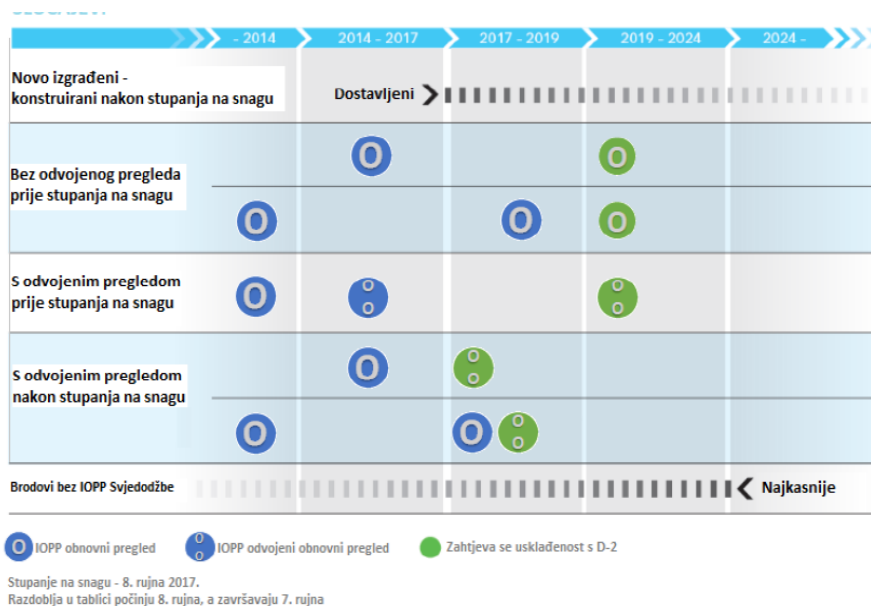 - 2014
2014 - 2017
2017 - 2019
2019 - 2024
2024 -
Novo izgrađeni -
konstruirani nakon stupanja na snagu
Dostavljeni
Bez odvojenog pregleda
prije stupanja na snagu
O
O
O
O
O
S odvojenim pregledom
prije stupanja na snagu
O
O
O
O
O
S odvojenim pregledom
nakon stupanja na snagu
O
O
O
O
O
O
O
Brodovi bez IOPP Svjedodžbe
Najkasnije
O IOPP obnovni pregled
O
O
IOPP odvojeni obnovni pregled
Zahtjeva se usklađenost s D-2
Stupanje na snagu - 8. rujna 2017.
Razdoblja u tablici počinju 8. rujna, a završavaju 7. rujna